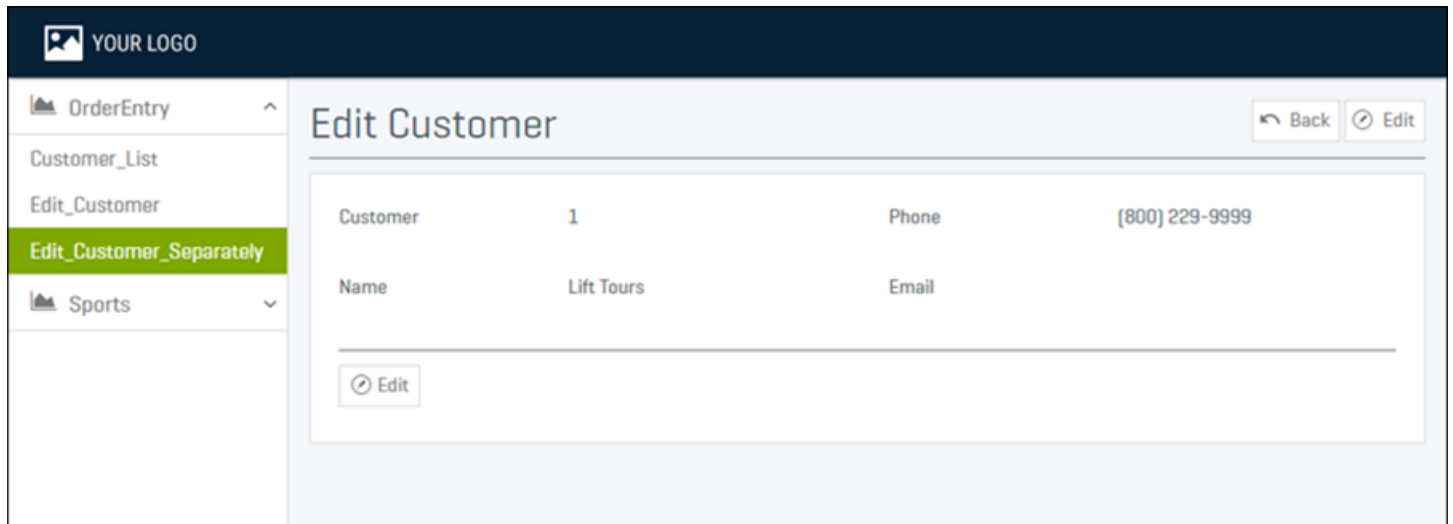 YOUR LOGO
OrderEntry
Customer_List
Edit_Customer
Edit_Customer_Separately
Sports
Edit Customer
Back Edit
Customer 1 Phone (800) 229-9999
Name Lift Tours Email
Edit